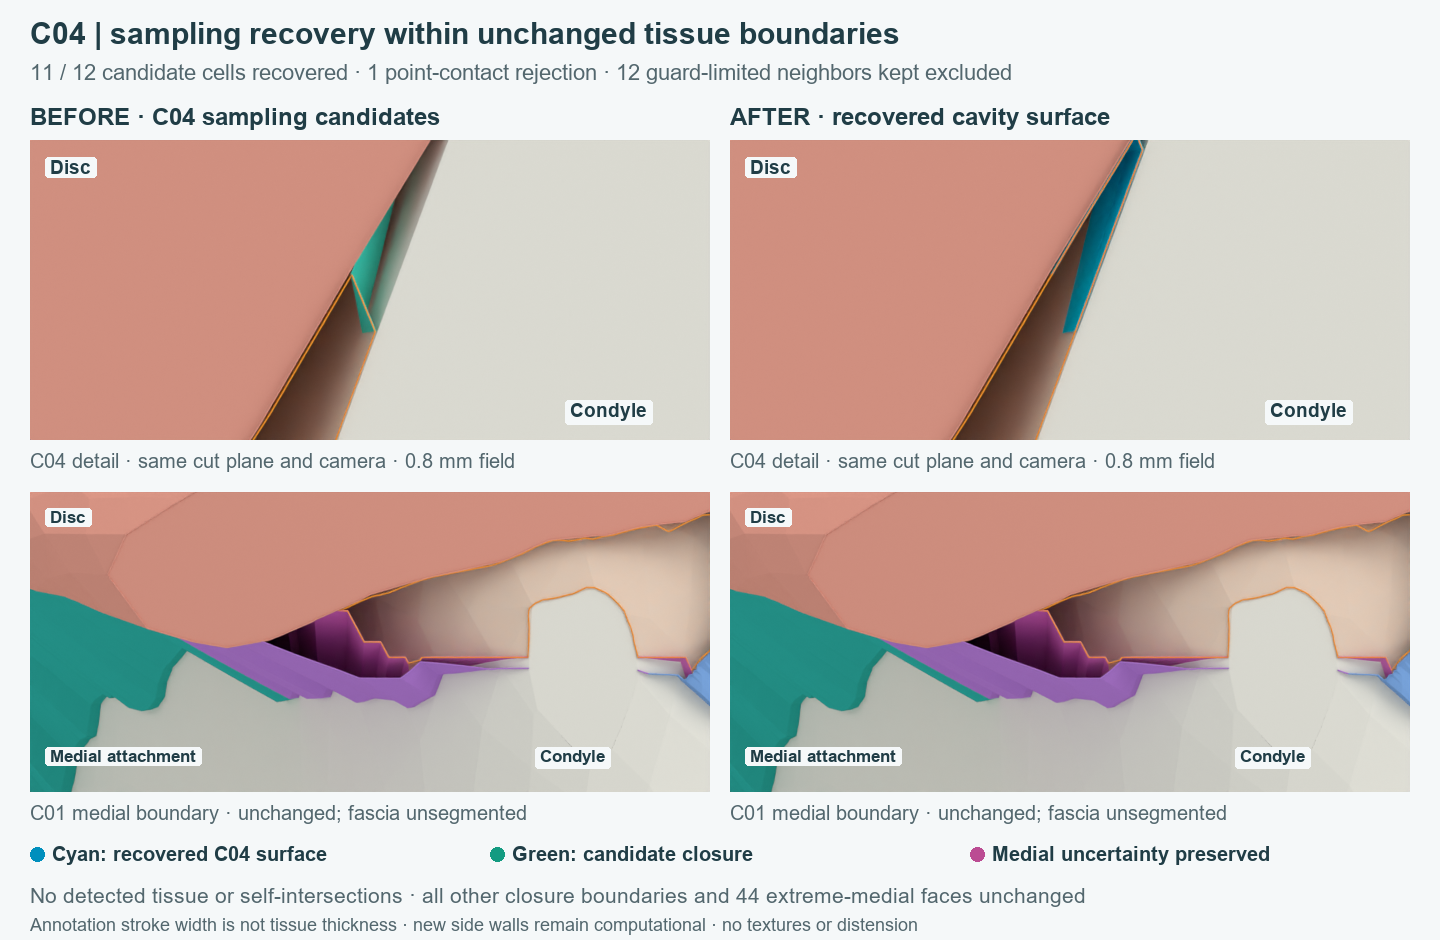 C04 | sampling recovery within unchanged tissue boundaries
11 / 12 candidate cells recovered · 1 point-contact rejection · 12 guard-limited neighbors kept excluded
BEFORE · C04 sampling candidates
AFTER · recovered cavity surface
Disc
Disc
Condyle
Condyle
C04 detail · same cut plane and camera · 0.8 mm field
C04 detail · same cut plane and camera · 0.8 mm field
Disc
Disc
Medial attachment
Condyle
Medial attachment
Condyle
C01 medial boundary · unchanged; fascia unsegmented
C01 medial boundary · unchanged; fascia unsegmented
Cyan: recovered C04 surface
Green: candidate closure
Medial uncertainty preserved
No detected tissue or self-intersections · all other closure boundaries and 44 extreme-medial faces unchanged
Annotation stroke width is not tissue thickness · new side walls remain computational · no textures or distension